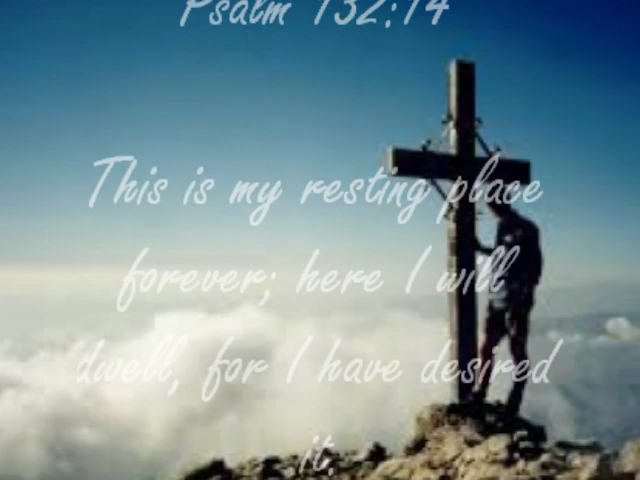 Psalm 132:14
This is my resting place
forever; here I will
dwell, for I have desired
it.